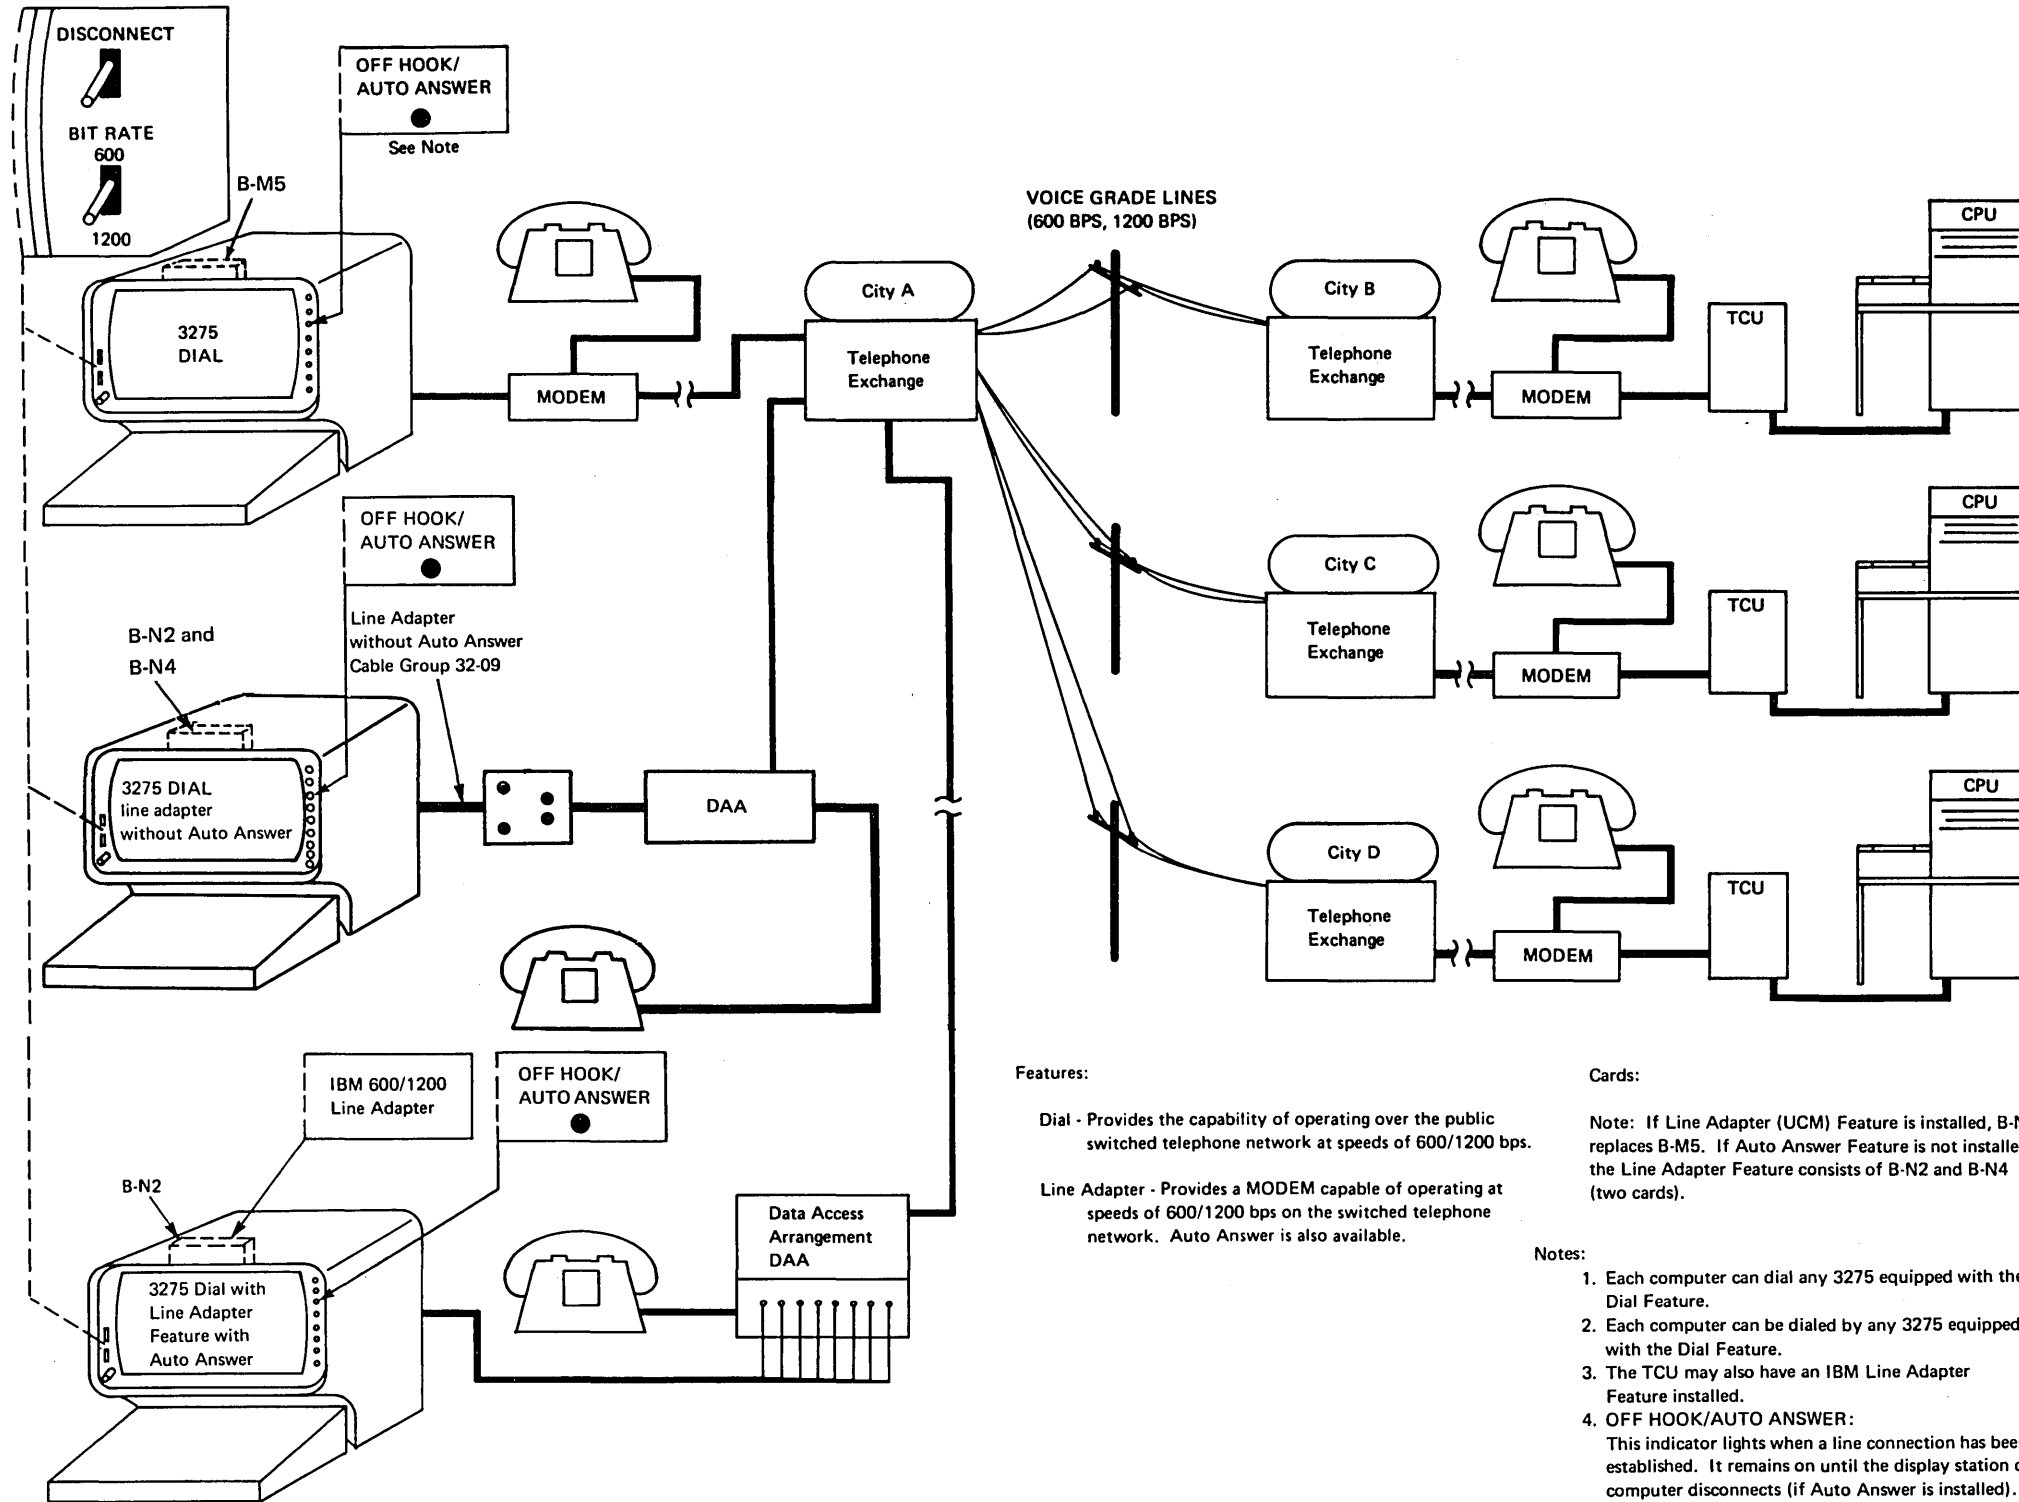 DISCONNECT
BIT RATE
600
1200
OFF HOOK/
AUTO ANSWER
See Note
B-M5
3275
DIAL
MODEM
City A
Telephone
Exchange
VOICE GRADE LINES
(600 BPS, 1200 BPS)
City B
Telephone
Exchange
MODEM
TCU
CPU
OFF HOOK/
AUTO ANSWER
Line Adapter
without Auto Answer
Cable Group 32-09
B-N2 and
B-N4
3275 DIAL
line adapter
without Auto Answer
DAA
City C
Telephone
Exchange
MODEM
TCU
CPU
City D
Telephone
Exchange
MODEM
TCU
CPU
IBM 600/1200
Line Adapter
OFF HOOK/
AUTO ANSWER
B-N2
3275 Dial with
Line Adapter
Feature with
Auto Answer
Data Access
Arrangement
DAA
Features:
Dial - Provides the capability of operating over the public
switched telephone network at speeds of 600/1200 bps.
Line Adapter - Provides a MODEM capable of operating at
speeds of 600/1200 bps on the switched telephone
network. Auto Answer is also available.
Cards:
Note: If Line Adapter (UCM) Feature is installed,
replaces B-M5. If Auto Answer Feature is not
the Line Adapter Feature consists of B-N2 and B-N4
(two cards).
Notes:
1. Each computer can dial any 3275 equipped with the
Dial Feature.
2. Each computer can be dialed by any 3275 equipped
with the Dial Feature.
3. The TCU may also have an IBM Line Adapter
Feature installed.
4. OFF HOOK/AUTO ANSWER:
This indicator lights when a line connection has
established. It remains on until the display station
computer disconnects (if Auto Answer is installed).